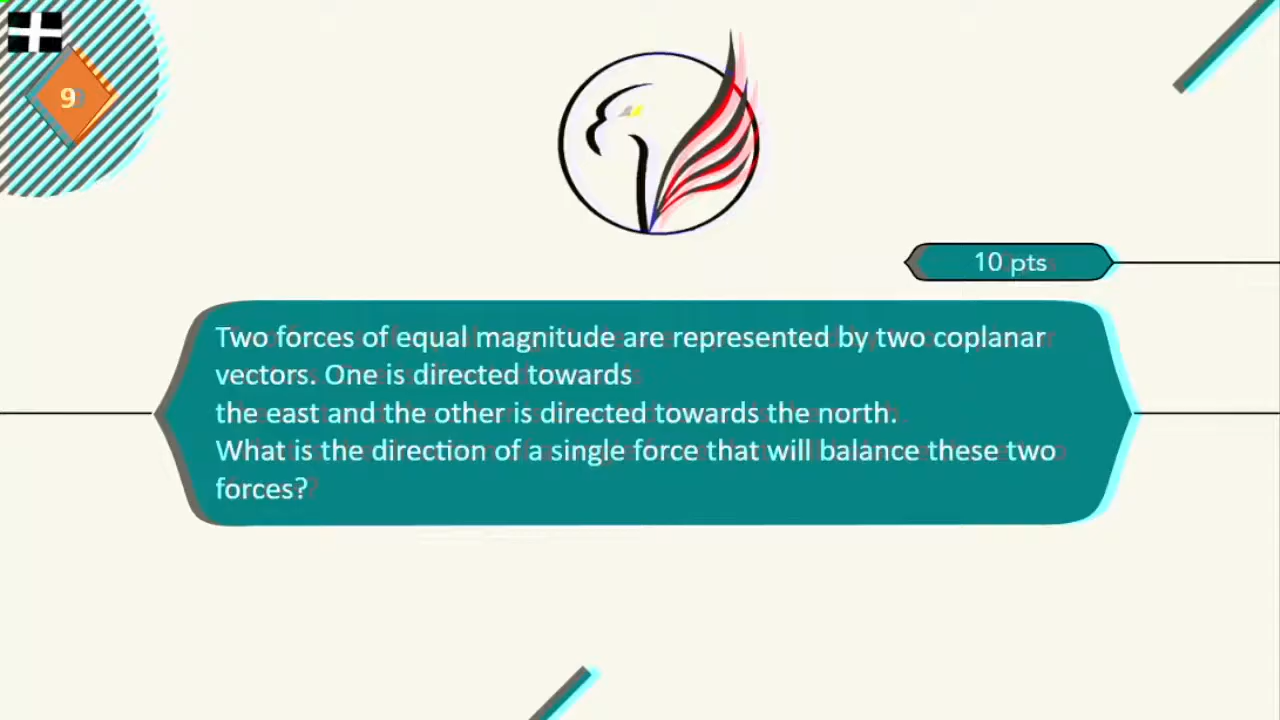 9
10 pts
Two forces of equal magnitude are represented by two coplanar
vectors. One is directed towards
the east and the other is directed towards the north.
What is the direction of a single force that will balance these two
forces?